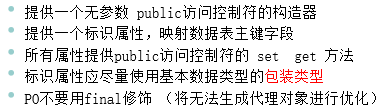 提供一个无参数 public访问控制符的构造器
提供一个标识属性，映射数据表主键字段
所有属性提供public访问控制符的 set  get 方法
标识属性应尽量使用基本数据类型的包装类型
PO不要用final修饰 （将无法生成代理对象进行优化）